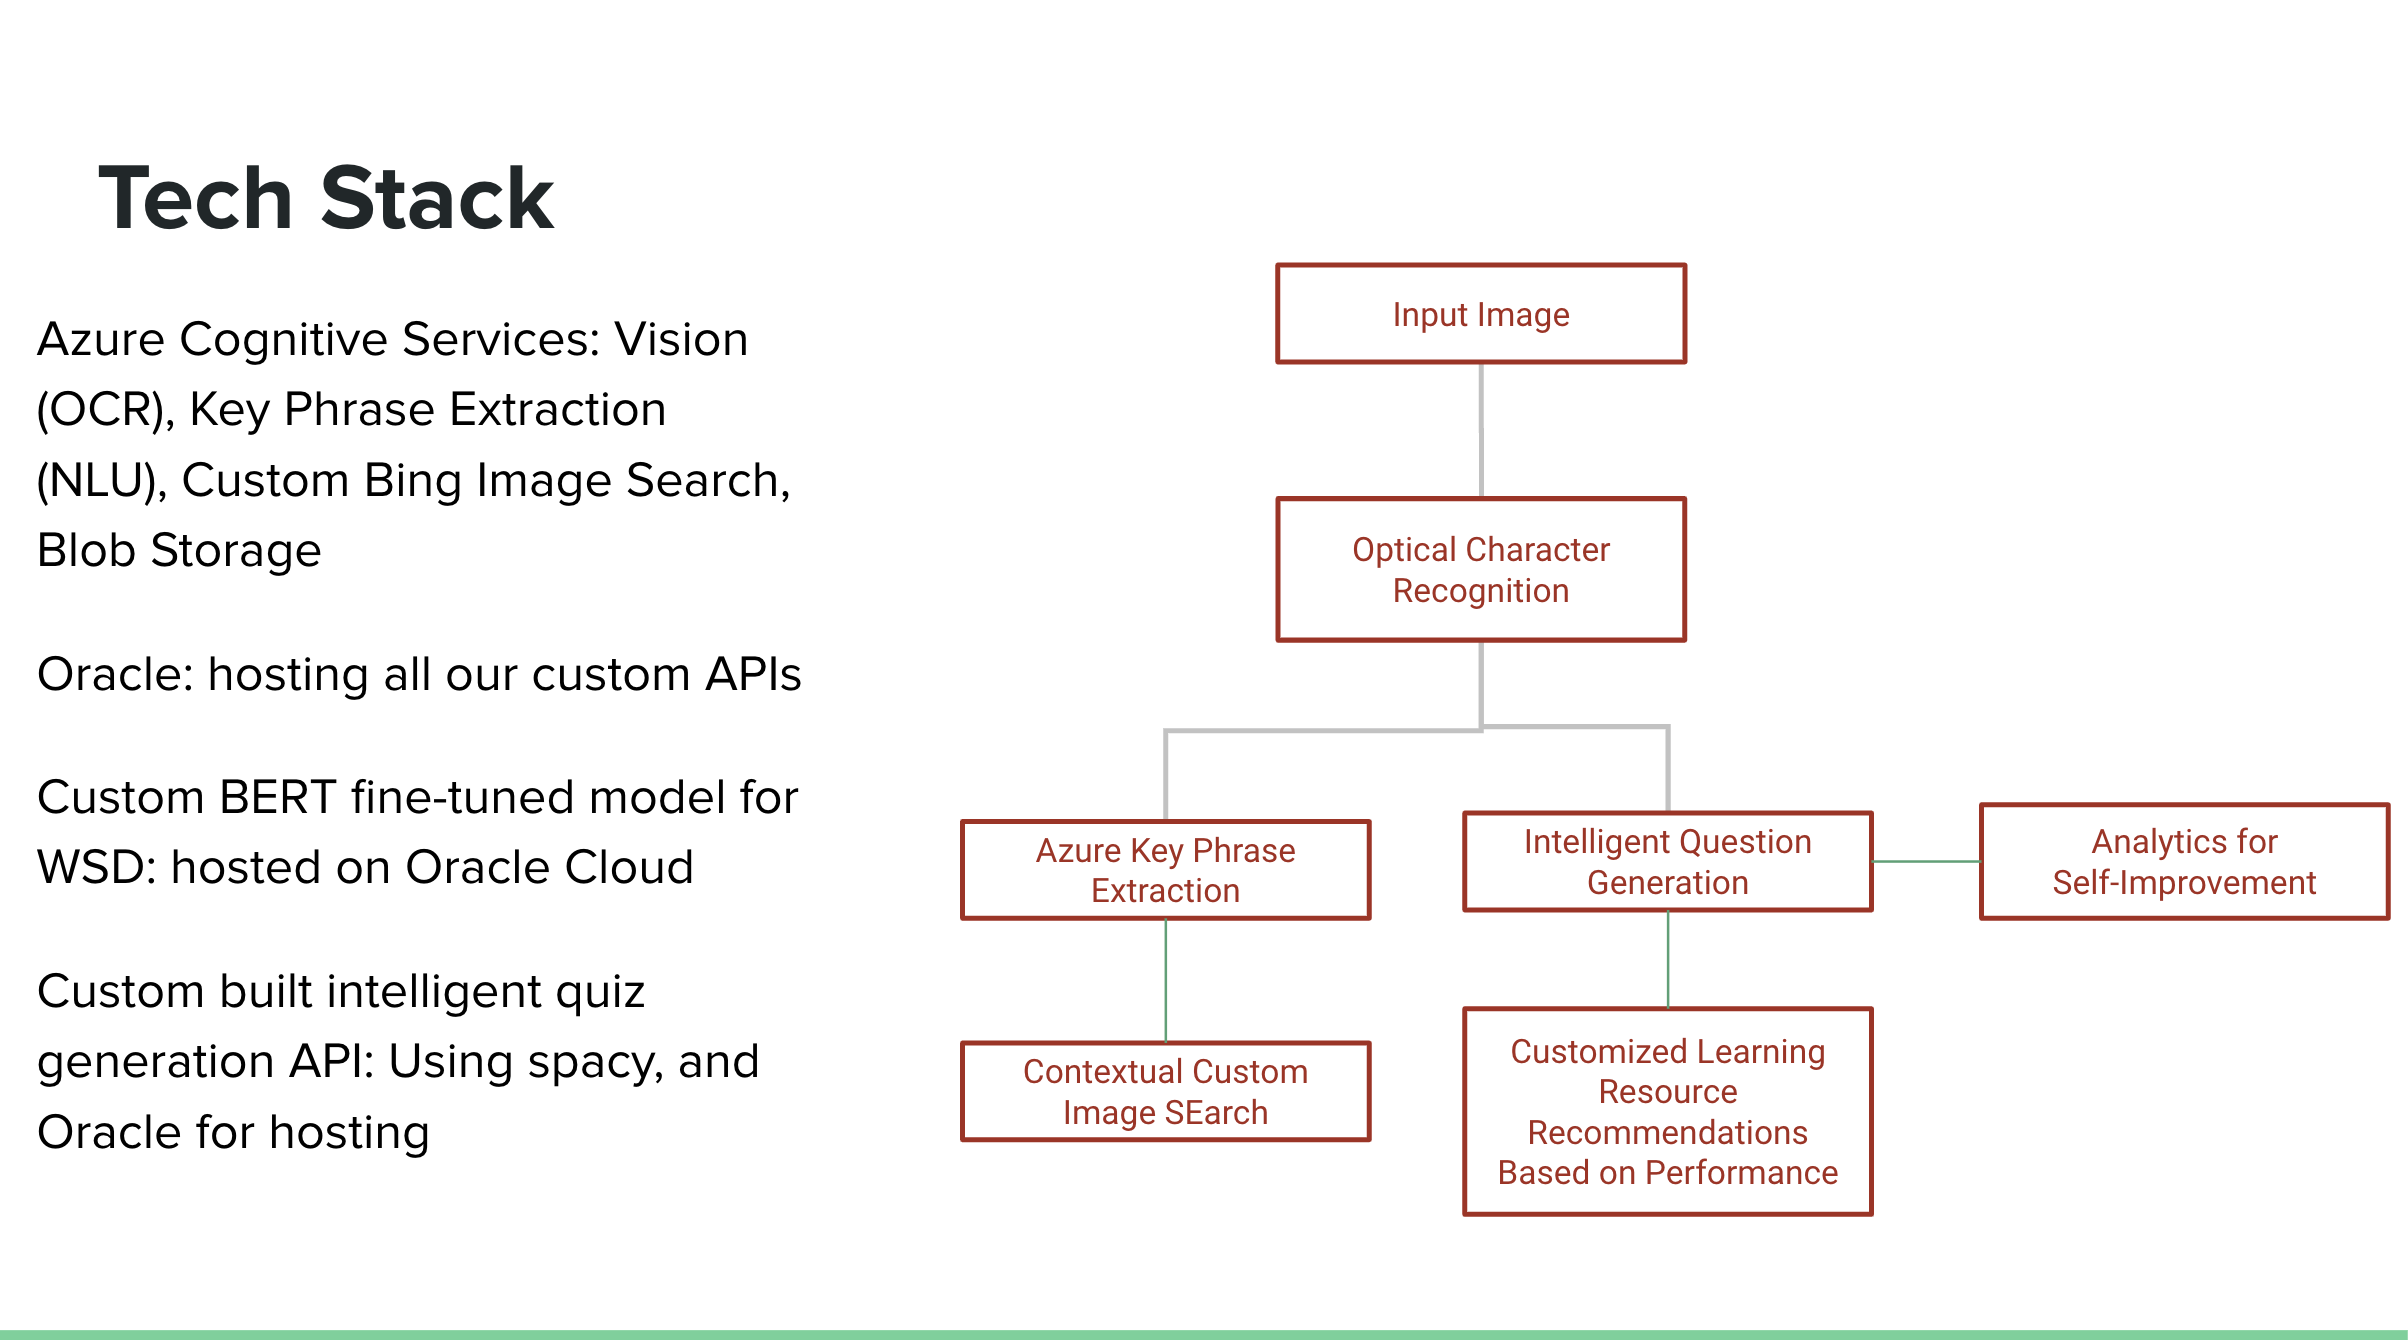 Tech Stack
Azure Cognitive Services: Vision
(OCR), Key Phrase Extraction
(NLU), Custom Bing Image Search,
Blob Storage
Oracle: hosting all our custom APIs
Custom BERT fine-tuned model for
WSD: hosted on Oracle Cloud
Custom built intelligent quiz
generation API: Using spacy, and
Oracle for hosting
Input Image
Optical Character
Recognition
Azure Key Phrase
Extraction
Intelligent Question
Generation
Analytics for
Self-Improvement
Contextual Custom
Image SEarch
Customized Learning
Resource
Recommendations
Based on Performance